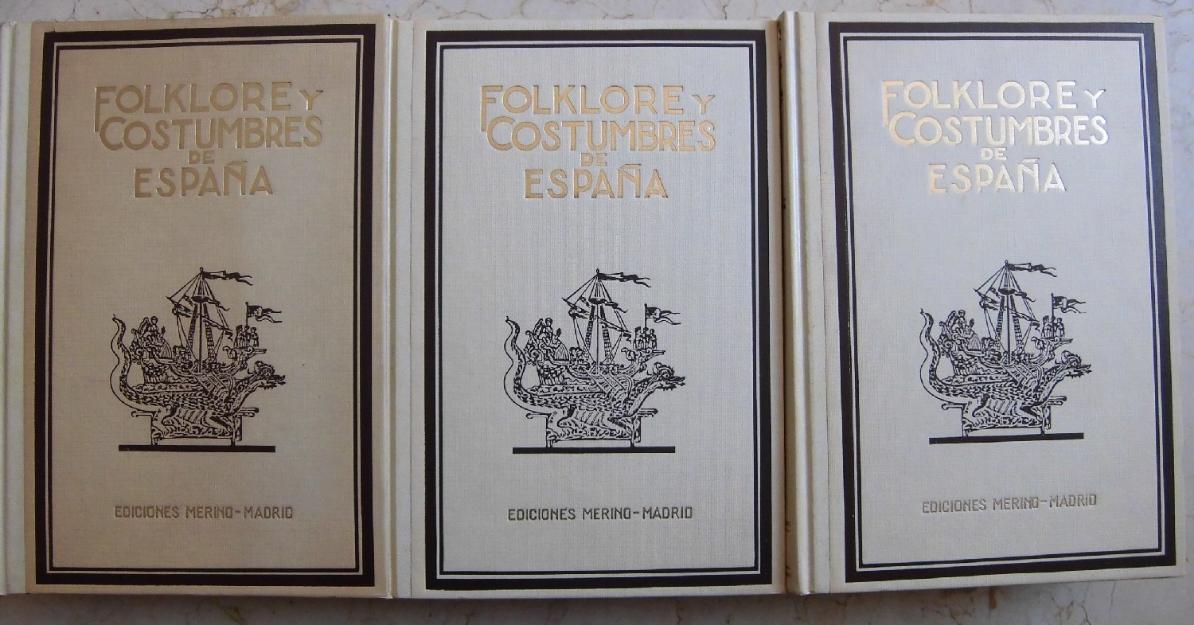 FOLKLORE Y
COSTUMBRES
DE
ESPAÑA
EDICIONES MERINO-MADRID
FOLKLORE Y
COSTUMBRES
DE
ESPAÑA
EDICIONES MERINO-MADRID
FOLKLORE Y
COSTUMBRES
DE
ESPAÑA
EDICIONES MERINO-MADRID